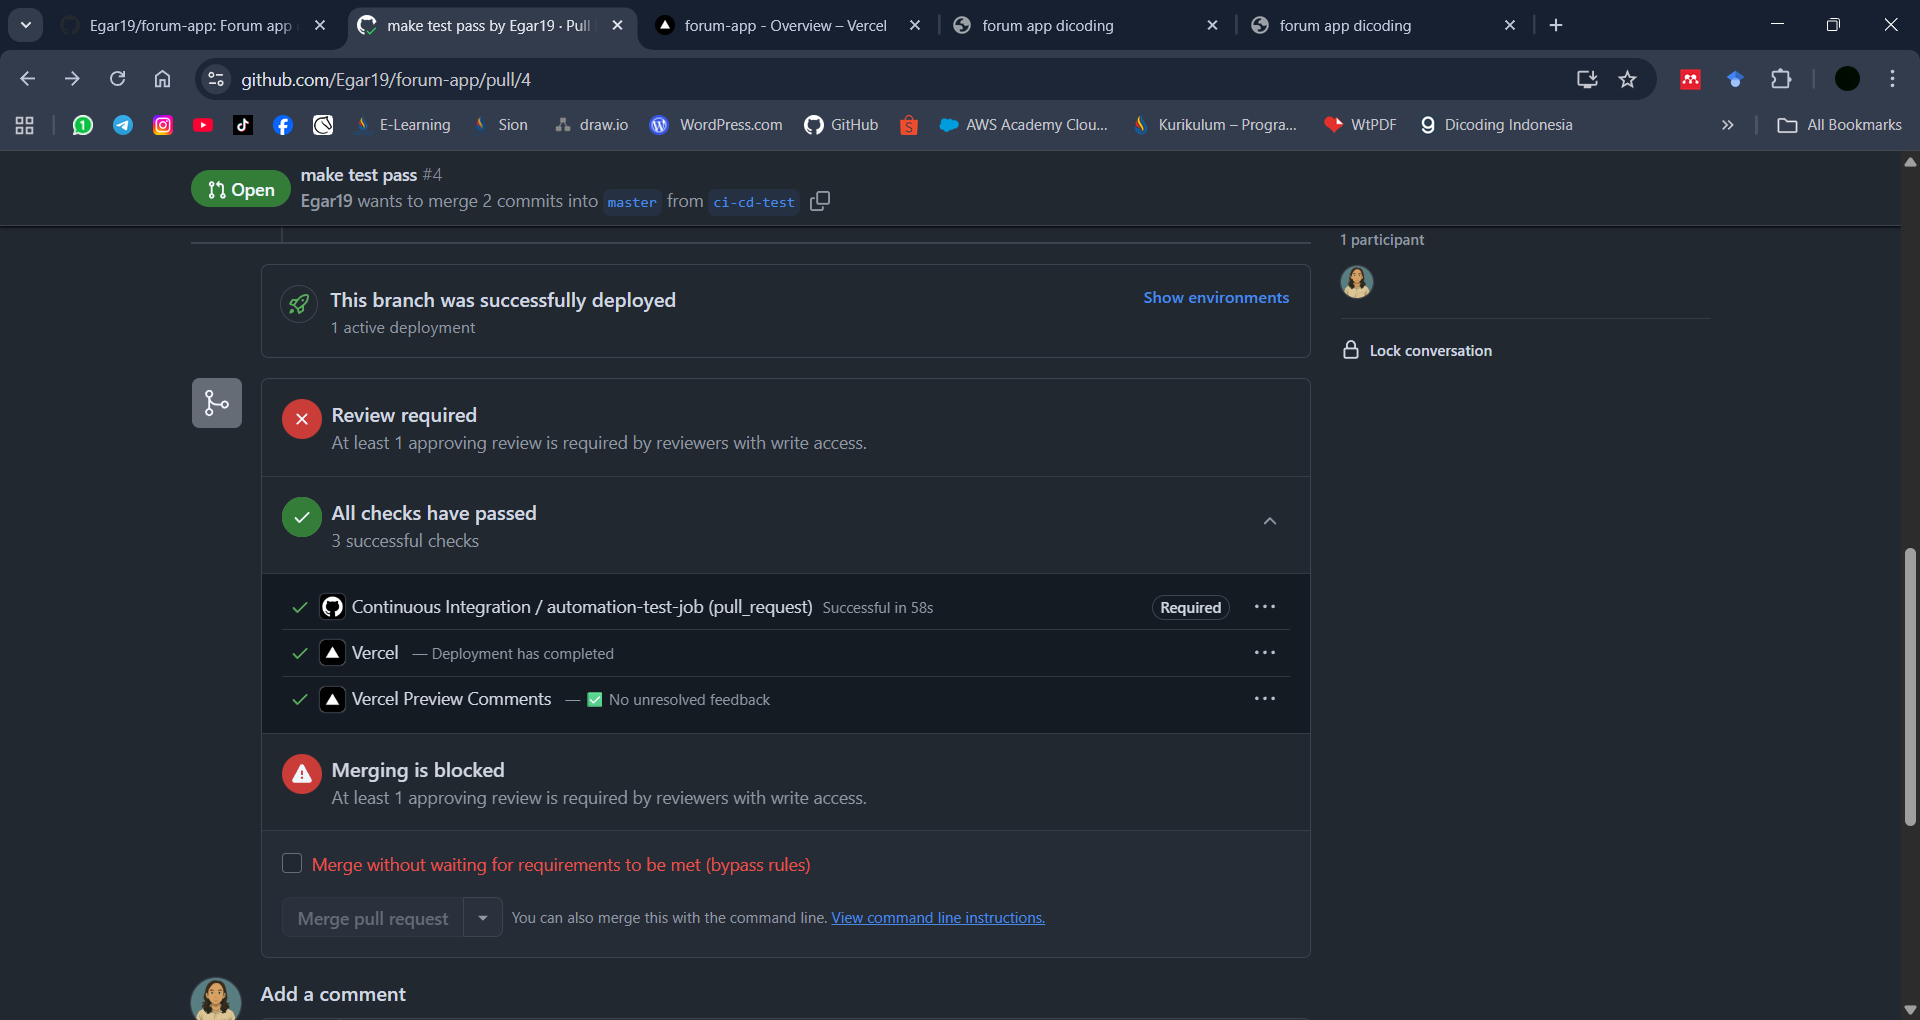 Egar19/forum-app: Forum app
make test pass by Egar19 · Pull
forum-app - Overview – Vercel
forum app dicoding
forum app dicoding
github.com/Egar19/forum-app/pull/4
E-Learning
Sion
draw.io
WordPress.com
GitHub
AWS Academy Clou...
Kurikulum – Progra...
WtPDF
Dicoding Indonesia
All Bookmarks
Open
make test pass #4
Egar19 wants to merge 2 commits into master from ci-cd-test
1 participant
This branch was successfully deployed
1 active deployment
Show environments
Lock conversation
Review required
At least 1 approving review is required by reviewers with write access.
All checks have passed
3 successful checks
Continuous Integration / automation-test-job (pull_request) Successful in 58s
Required
Vercel — Deployment has completed
Vercel Preview Comments — ✅ No unresolved feedback
Merging is blocked
At least 1 approving review is required by reviewers with write access.
Merge without waiting for requirements to be met (bypass rules)
Merge pull request
You can also merge this with the command line. View command line instructions.
Add a comment